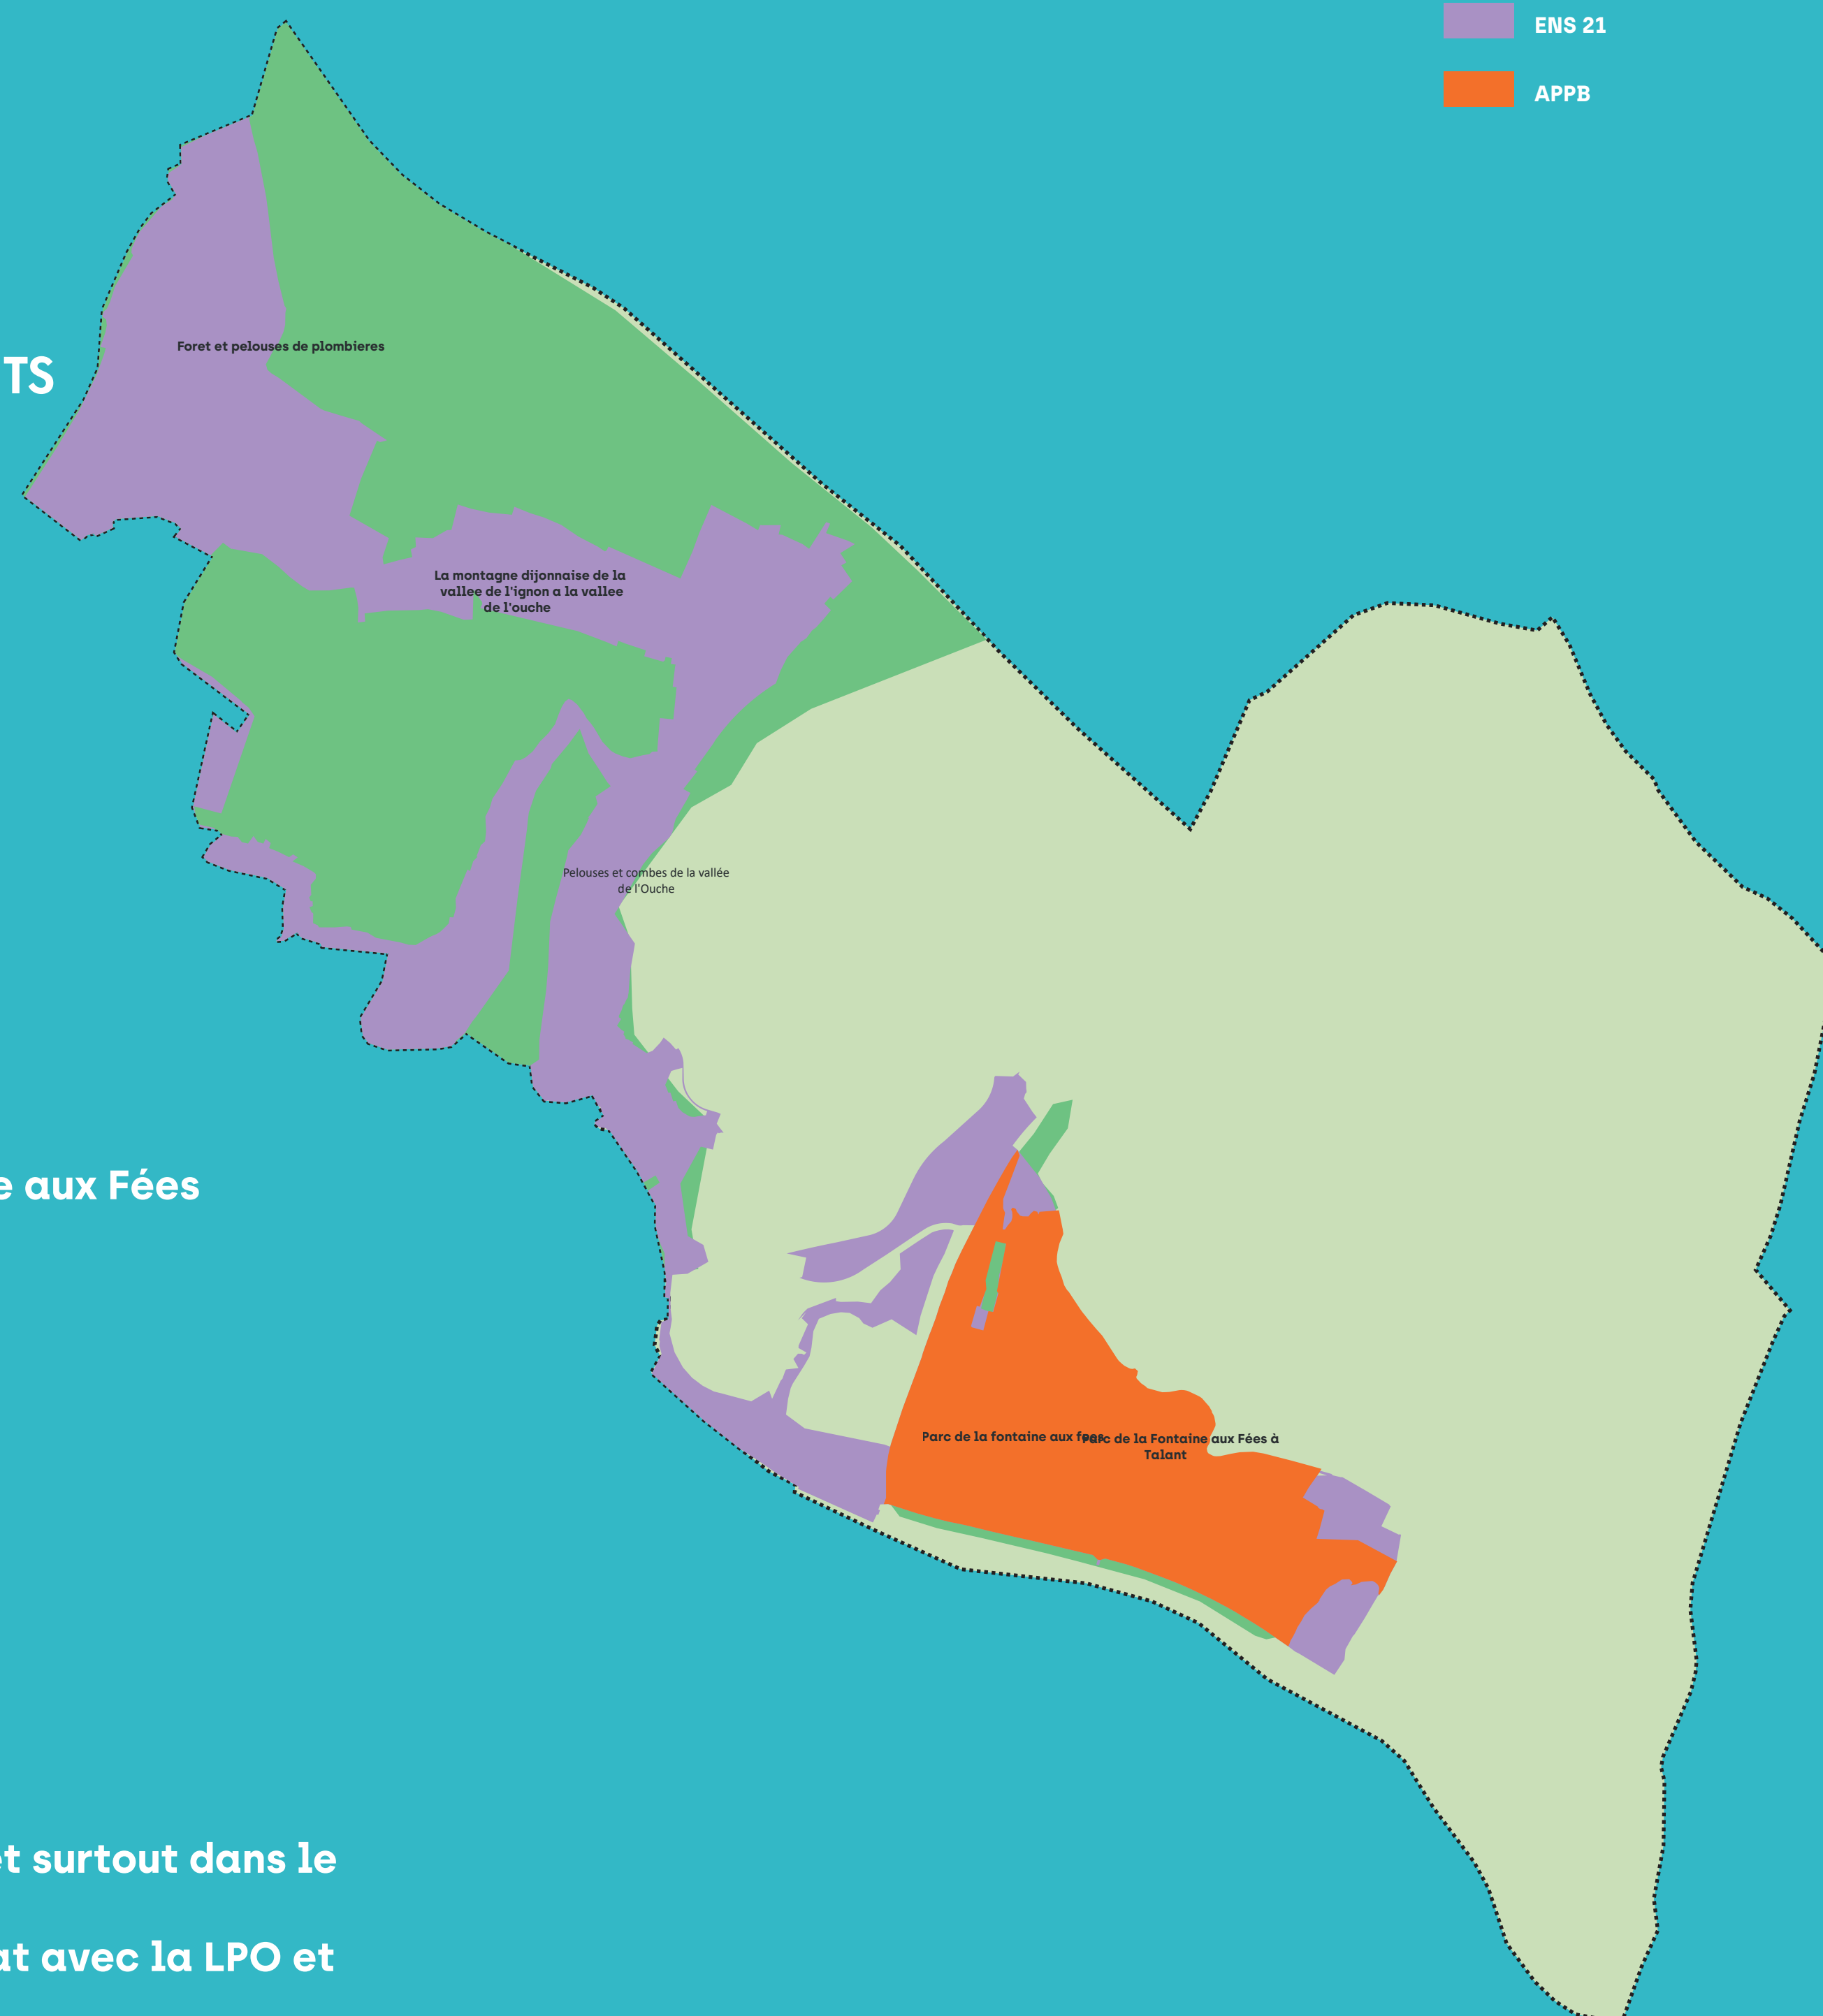 ENS 21
APPB
Foret et pelouses de plombieres
TS
La montagne dijonnaise de la
vallee de l'ignon a la vallee
de l'ouche
Pelouses et combes de la vallée
de l'Ouche
e aux Fées
Parc de la fontaine aux fees
Parc de la Fontaine aux Fées à
Talant
et surtout dans le
at avec la LPO et